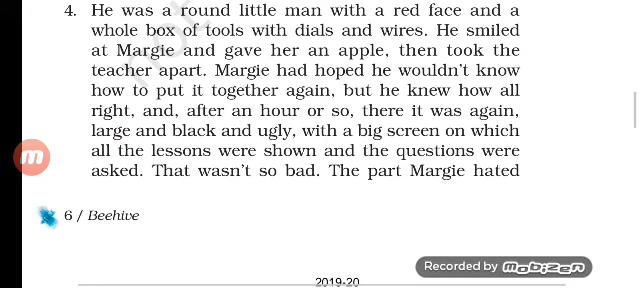 4. He was a round little man with a red face and a
whole box of tools with dials and wires. He smiled
at Margie and gave her an apple, then took the
teacher apart. Margie had hoped he wouldn't know
how to put it together again, but he knew how all
right, and, after an hour or so, there it was again,
large and black and ugly, with a big screen on which
all the lessons were shown and the questions were
asked. That wasn't so bad. The part Margie hated
6 / Beehive
Recorded by mobizen
2019-20